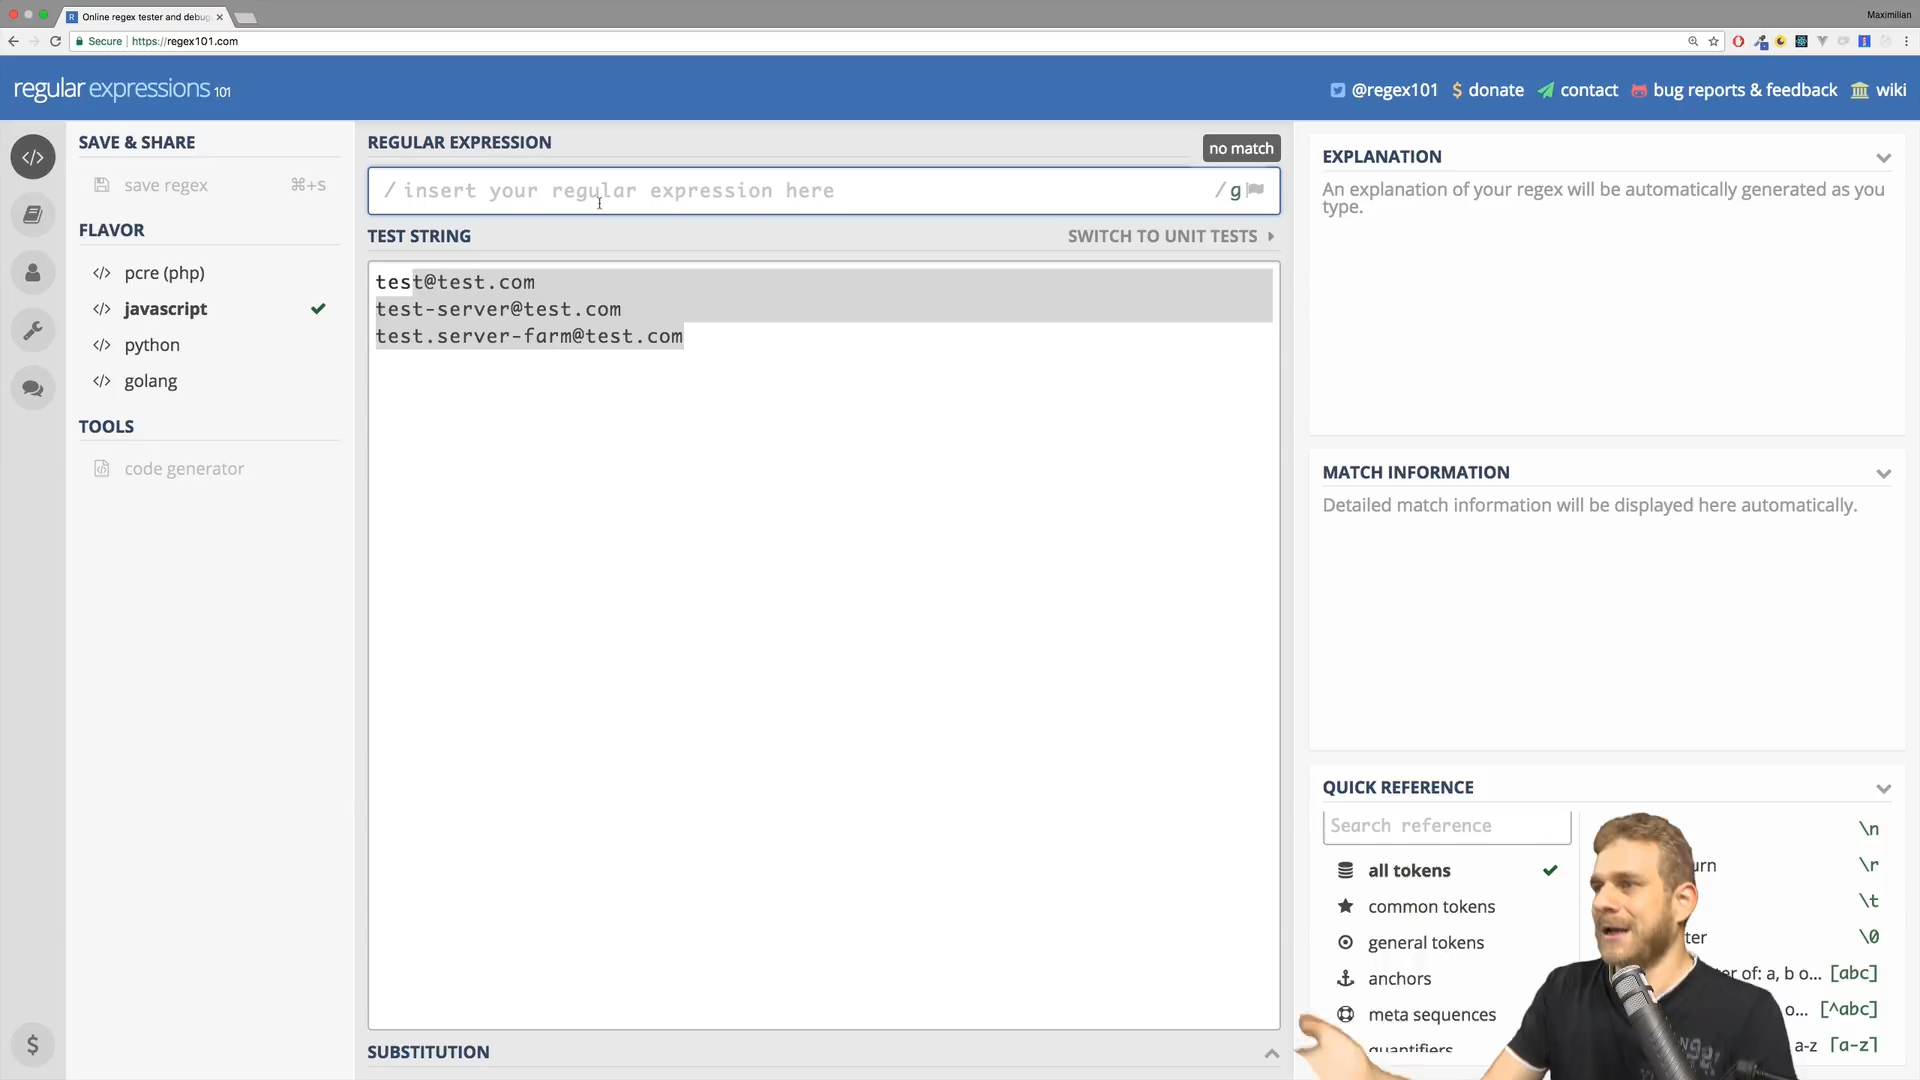 Online regex tester and debug
Maximilian
Secure
https://regex101.com
regular expressions 101
@regex101
$ donate
contact
bug reports & feedback
wiki
SAVE & SHARE
save regex ⌘+S
FLAVOR
</> pcre (php)
</> javascript
</> python
</> golang
TOOLS
code generator
$
REGULAR EXPRESSION
no match
/ insert your regular expression here / g
TEST STRING
SWITCH TO UNIT TESTS
test@test.com
test-server@test.com
test.server-farm@test.com
SUBSTITUTION
EXPLANATION
An explanation of your regex will be automatically generated as you
type.
MATCH INFORMATION
Detailed match information will be displayed here automatically.
QUICK REFERENCE
Search reference
all tokens
common tokens
general tokens
anchors
meta sequences
quantifiers
\n
\r
\t
\0
of: a, b o... [abc]
o... [^abc]
a-z [a-z]